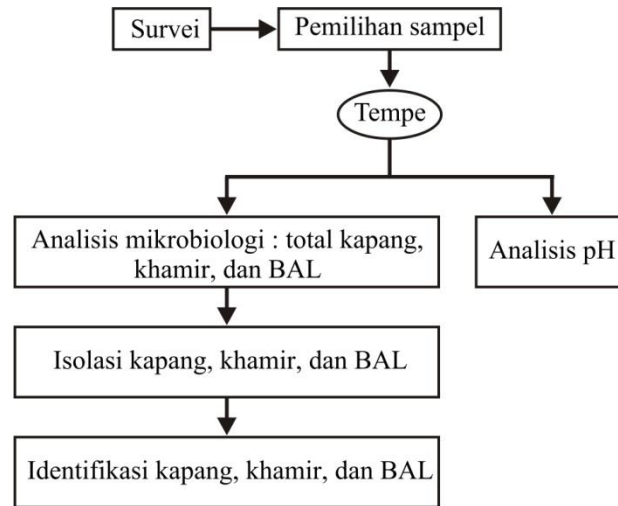 Survei
Pemilihan sampel
Tempe
Analisis mikrobiologi : total kapang,
khamir, dan BAL
Analisis pH
Isolasi kapang, khamir, dan BAL
Identifikasi kapang, khamir, dan BAL